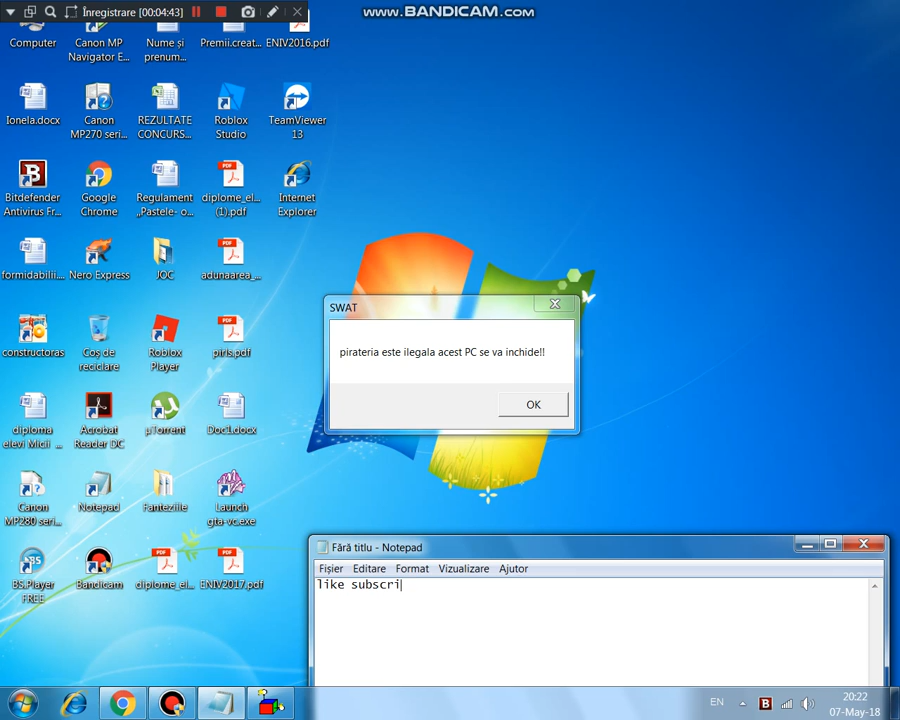 Înregistrare [00:04:43]
www.BANDICAM.com
Computer
Canon MP
Navigator E...
Nume și
prenum...
Premii.creat...
ENIV2016.pdf
Ionela.docx
Canon
MP270 seri...
REZULTATE
CONCURS...
Roblox
Studio
TeamViewer
13
Bitdefender
Antivirus Fr...
Google
Chrome
Regulament
,,Pastele- o...
diplome_el...
(1).pdf
Internet
Explorer
formidabilii....
Nero Express
JOC
adunaarea_...
constructoras
Coș de
reciclare
Roblox
Player
pirls.pdf
diploma
elevi Micii ...
Acrobat
Reader DC
µTorrent
Doc1.docx
Canon
MP280 seri...
Notepad
Fanteziile
Launch
gta-vc.exe
BS.Player
FREE
Bandicam
diplome_el...
ENIV2017.pdf
SWAT
pirateria este ilegala acest PC se va inchide!!
OK
Fără titlu - Notepad
Fișier Editare Format Vizualizare Ajutor
like subscri
EN
20:22
07-May-18